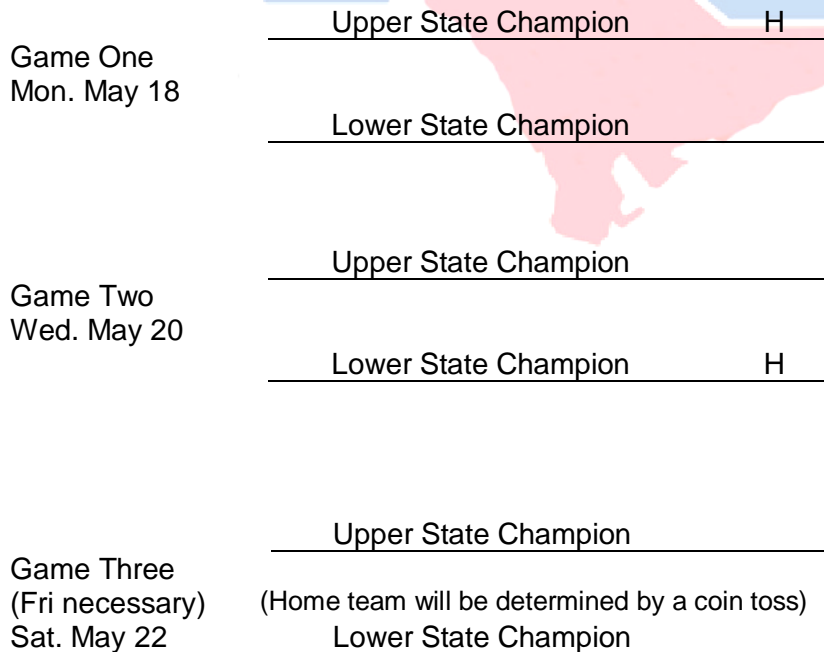 Upper State Champion H
Game One
Mon. May 18
Lower State Champion
Upper State Champion
Game Two
Wed. May 20
Lower State Champion H
Upper State Champion
Game Three
(Fri necessary) (Home team will be determined by a coin toss)
Sat. May 22 Lower State Champion